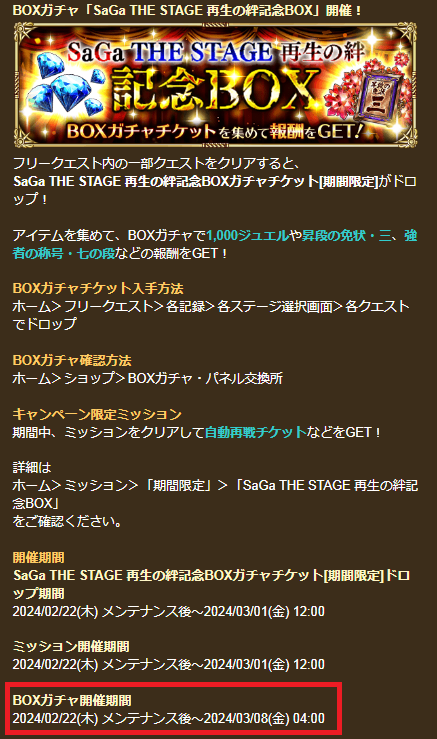 BOXガチャ「SaGa THE STAGE 再生の絆記念BOX」開催！
SaGa THE STAGE 再生の絆
記念BOX
BOXガチャチケットを集めて報酬をGET!
フリークエスト内の一部クエストをクリアすると、
SaGa THE STAGE 再生の絆記念BOXガチャチケット[期間限定]がドロ
ップ！
アイテムを集めて、BOXガチャで1,000ジュエルや昇段の免状・三、強
者の称号・七の段などの報酬をGET！
BOXガチャチケット入手方法
ホーム＞フリークエスト＞各記録＞各ステージ選択画面＞各クエスト
でドロップ
BOXガチャ確認方法
ホーム＞ショップ＞BOXガチャ・パネル交換所
キャンペーン限定ミッション
期間中、ミッションをクリアして自動再戦チケットなどをGET！
詳細は
ホーム＞ミッション＞「期間限定」＞「SaGa THE STAGE 再生の絆記
念BOX」
をご確認ください。
開催期間
SaGa THE STAGE 再生の絆記念BOXガチャチケット[期間限定]ドロ
ップ期間
2024/02/22(木) メンテナンス後～2024/03/01(金) 12:00
ミッション開催期間
2024/02/22(木) メンテナンス後～2024/03/01(金) 12:00
BOXガチャ開催期間
2024/02/22(木) メンテナンス後～2024/03/08(金) 04:00